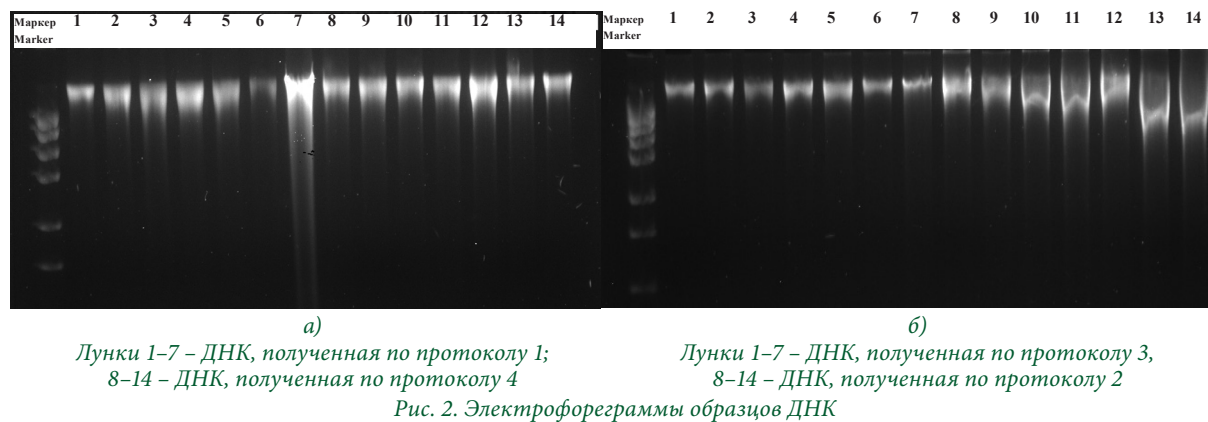 Маркер 1 2 3 4 5 6 7 8 9 10 11 12 13 14
Marker
Маркер 1 2 3 4 5 6 7 8 9 10 11 12 13 14
Marker
а)
Лунки 1–7 – ДНК, полученная по протоколу 1;
8–14 – ДНК, полученная по протоколу 4
б)
Лунки 1–7 – ДНК, полученная по протоколу 3,
8–14 – ДНК, полученная по протоколу 2
Рис. 2. Электрофореграммы образцов ДНК